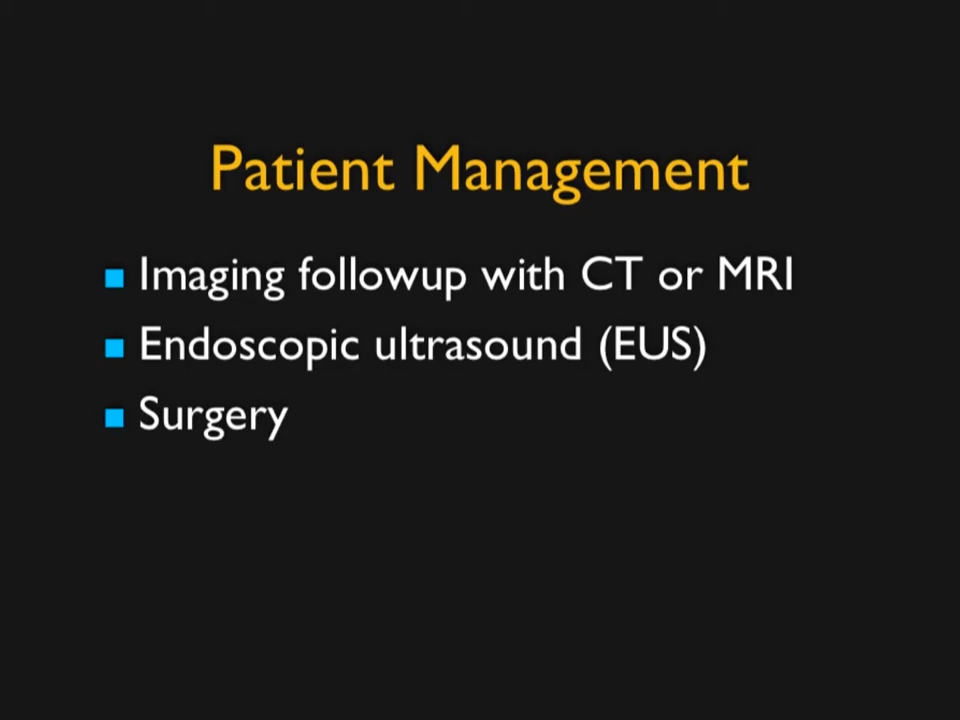 Patient Management
Imaging followup with CT or MRI
Endoscopic ultrasound (EUS)
Surgery